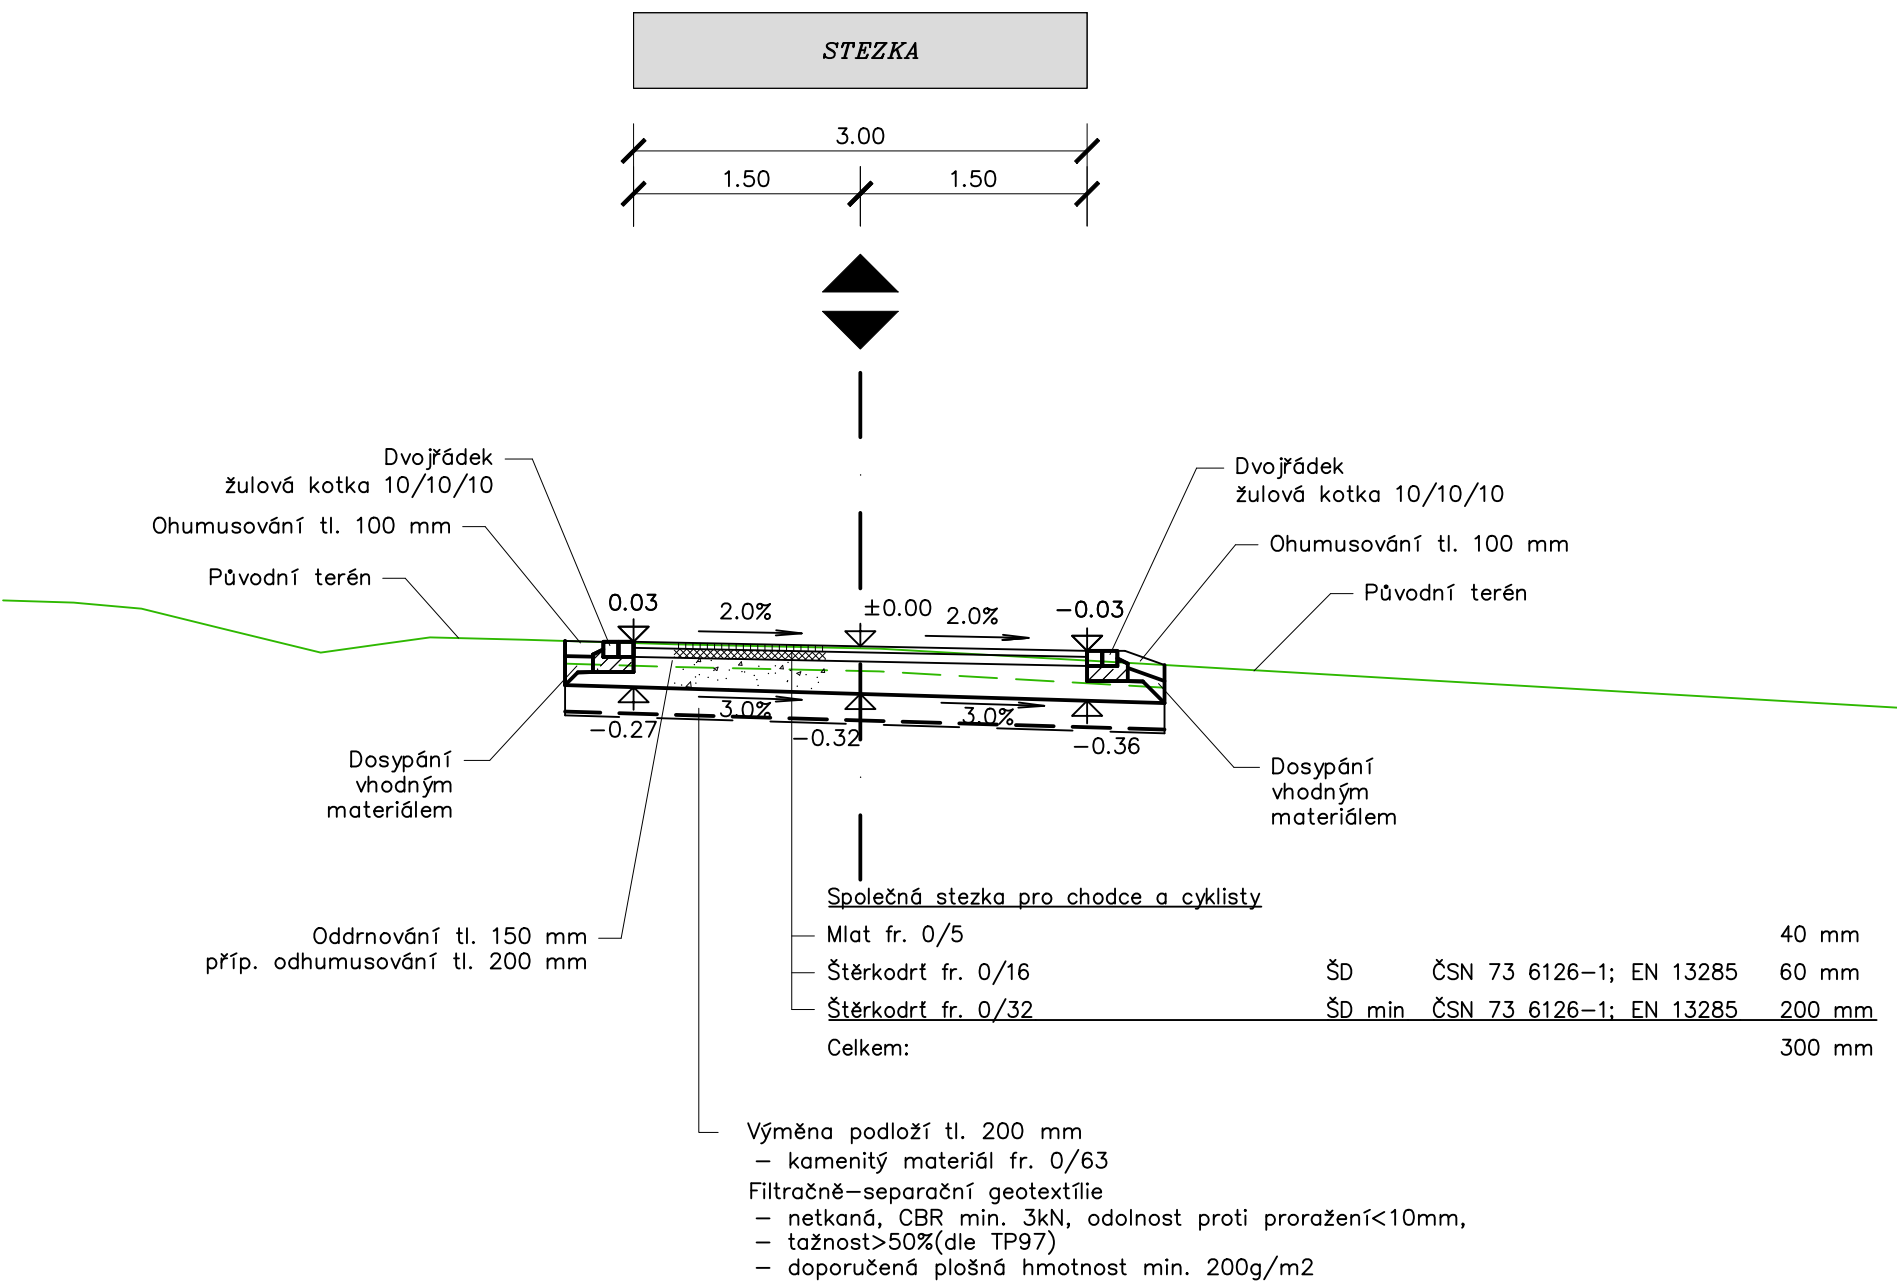 STEZKA
3.00
1.50 1.50
Dvojřádek
žulová kotka 10/10/10
Ohumusování tl. 100 mm
Původní terén
Dvojřádek
žulová kotka 10/10/10
Ohumusování tl. 100 mm
Původní terén
0.03 2.0% ±0.00 2.0% −0.03
3.0% 3.0%
−0.27 −0.32 −0.36
Dosypání
vhodným
materiálem
Dosypání
vhodným
materiálem
Oddrnování tl. 150 mm
příp. odhumusování tl. 200 mm
Společná stezka pro chodce a cyklisty
Mlat fr. 0/5 40 mm
Štěrkodrť fr. 0/16 ŠD ČSN 73 6126−1; EN 13285 60 mm
Štěrkodrť fr. 0/32 ŠD min ČSN 73 6126−1; EN 13285 200 mm
Celkem: 300 mm
Výměna podloží tl. 200 mm
− kamenitý materiál fr. 0/63
Filtračně−separační geotextílie
− netkaná, CBR min. 3kN, odolnost proti proražení<10mm,
− tažnost>50%(dle TP97)
− doporučená plošná hmotnost min. 200g/m2